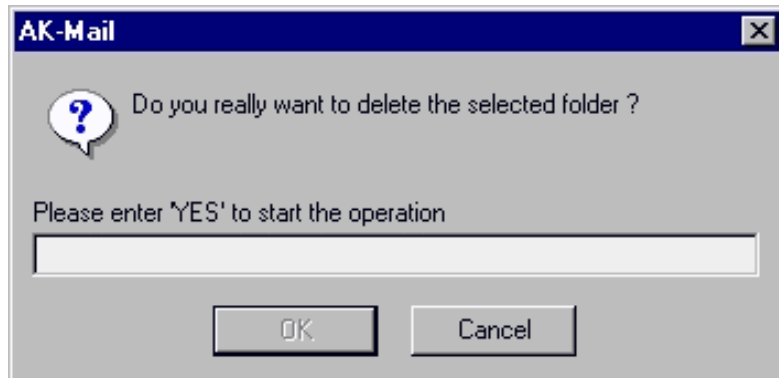 AK-Mail
Do you really want to delete the selected folder ?
Please enter 'YES' to start the operation
OK Cancel